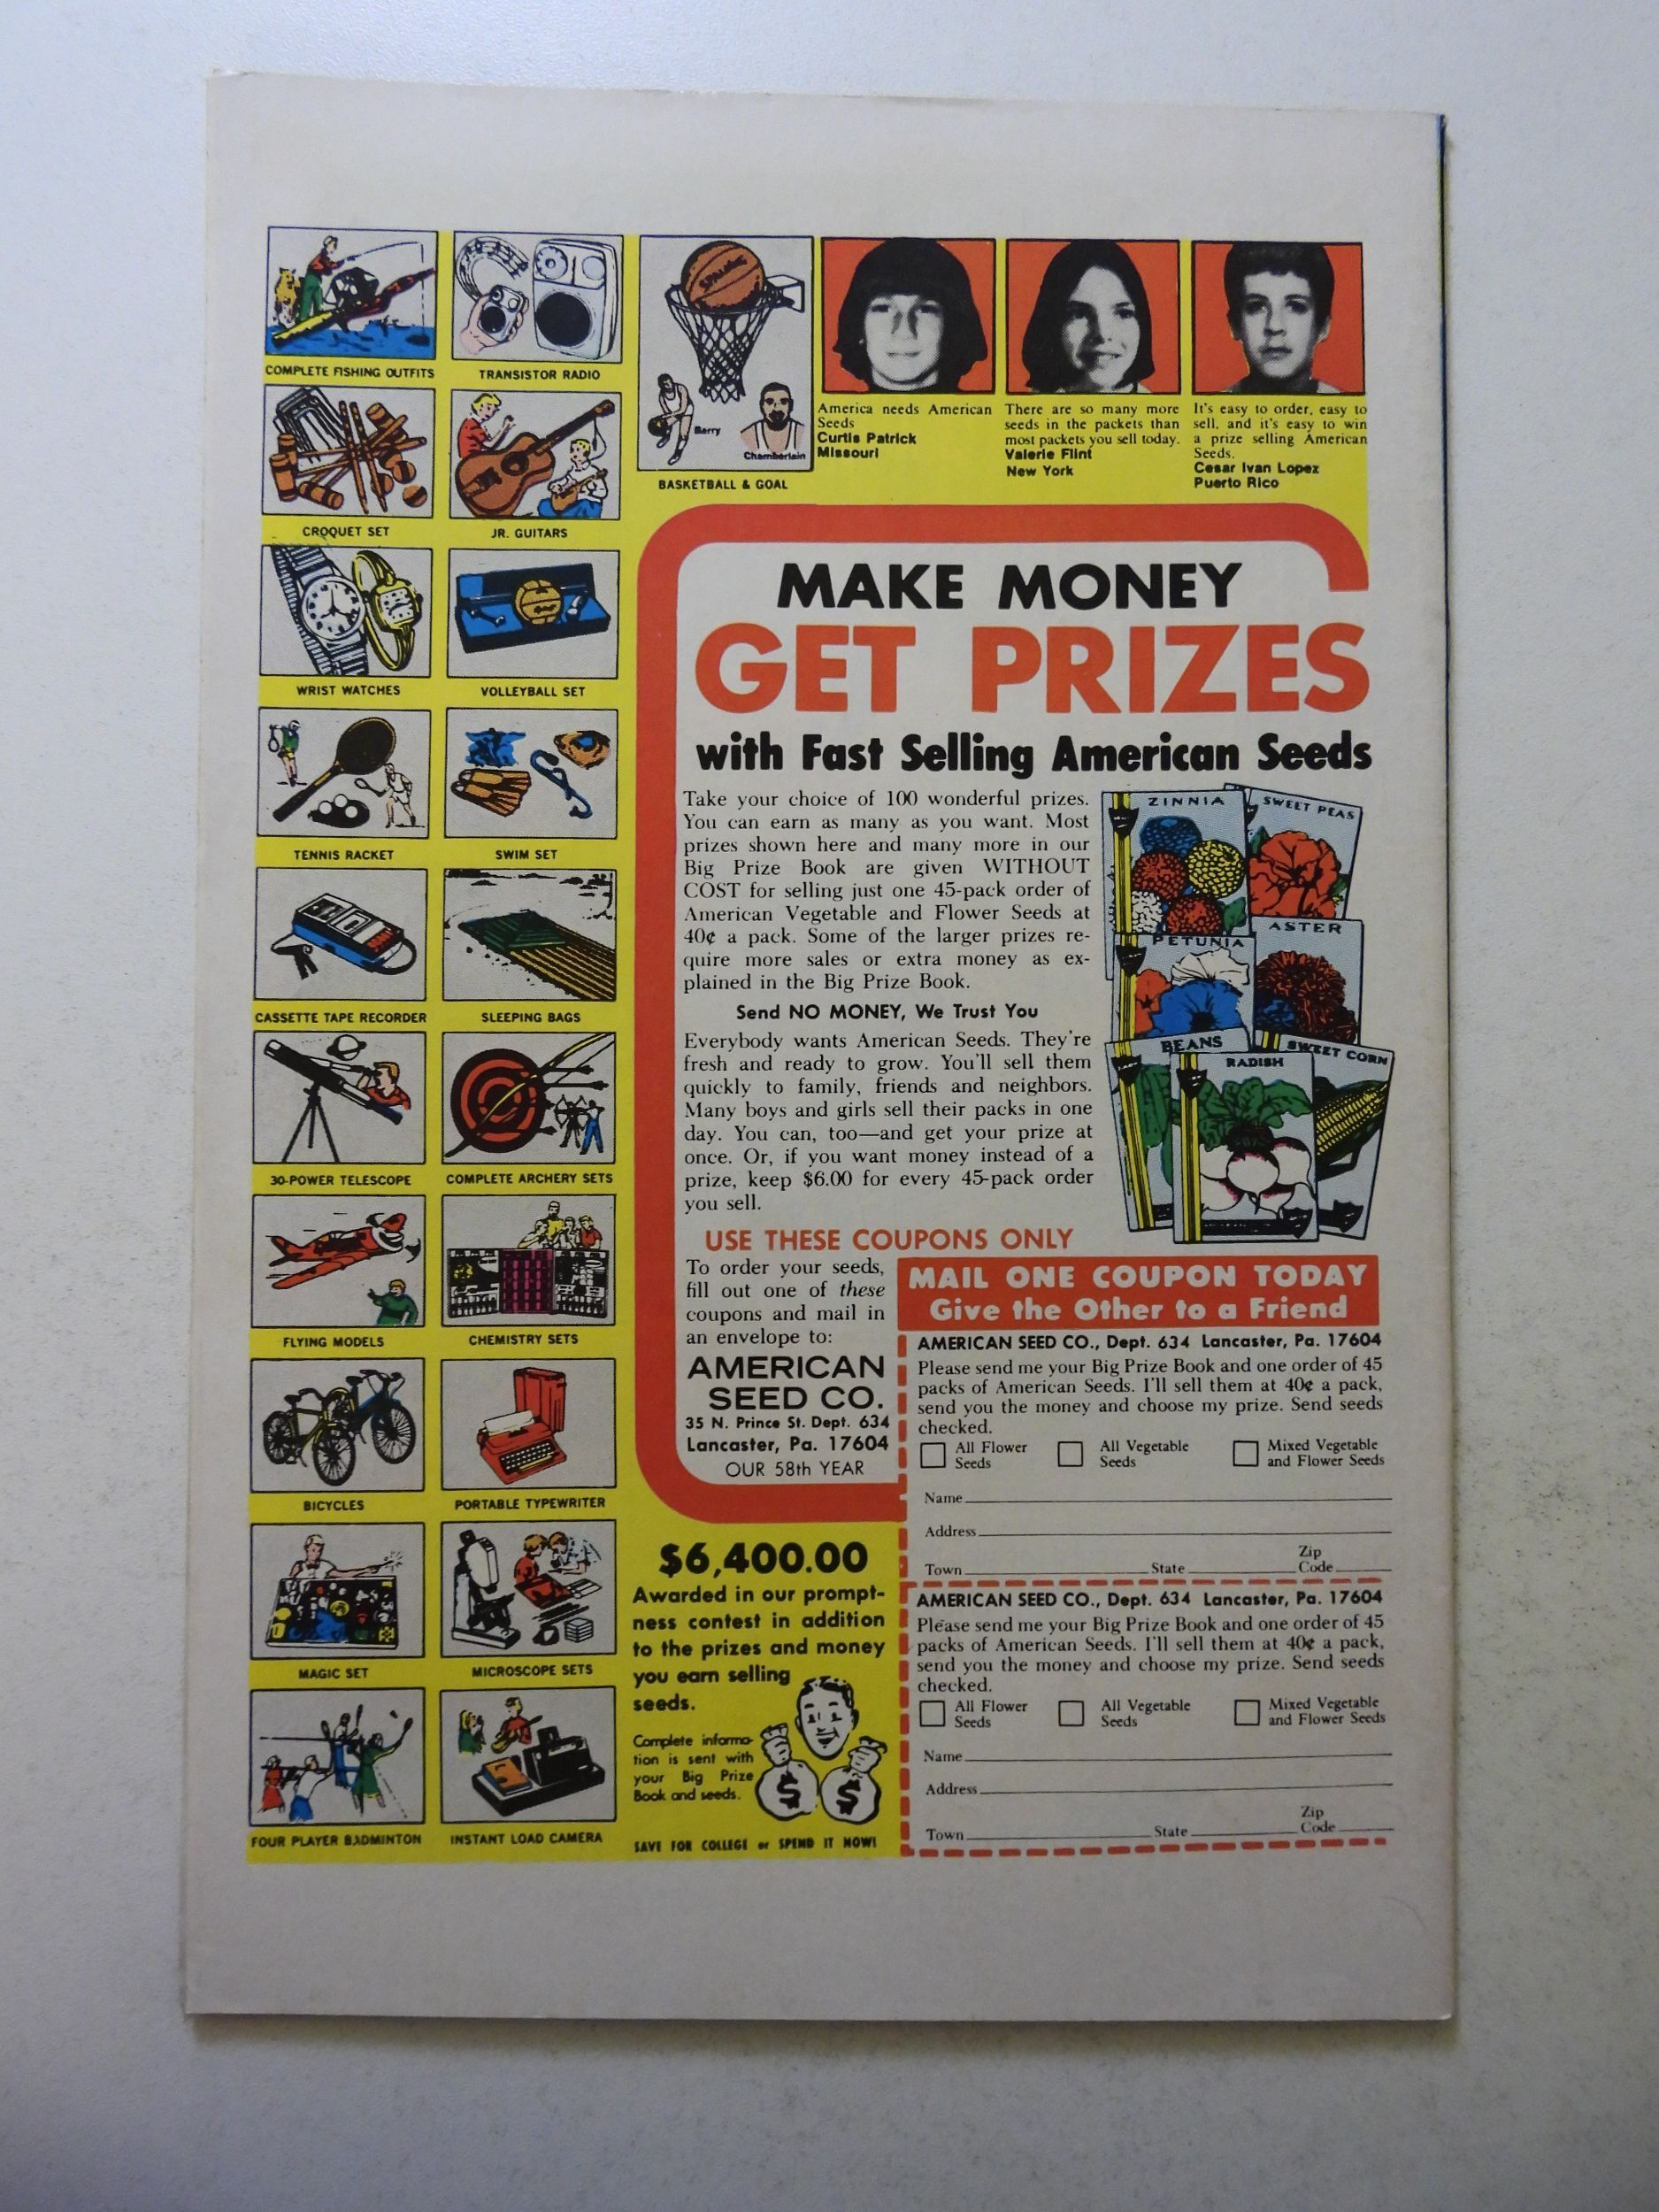 COMPLETE FISHING OUTFITS
TRANSISTOR RADIO
CROQUET SET
JR. GUITARS
WRIST WATCHES
VOLLEYBALL SET
TENNIS RACKET
SWIM SET
CASSETTE TAPE RECORDER
SLEEPING BAGS
30-POWER TELESCOPE
COMPLETE ARCHERY SETS
FLYING MODELS
CHEMISTRY SETS
BICYCLES
PORTABLE TYPEWRITER
MAGIC SET
MICROSCOPE SETS
FOUR PLAYER BADMINTON
INSTANT LOAD CAMERA
SPALDING
Barry
Chamberlain
BASKETBALL & GOAL
America needs American
Seeds
Curtis Patrick
Missouri
There are so many more
seeds in the packets than
most packets you sell today.
Valerie Flint
New York
It's easy to order, easy to
sell, and it's easy to win
a prize selling American
Seeds.
Cesar Ivan Lopez
Puerto Rico
MAKE MONEY
GET PRIZES
with Fast Selling American Seeds
Take your choice of 100 wonderful prizes.
You can earn as many as you want. Most
prizes shown here and many more in our
Big Prize Book are given WITHOUT
COST for selling just one 45-pack order of
American Vegetable and Flower Seeds at
40¢ a pack. Some of the larger prizes re-
quire more sales or extra money as ex-
plained in the Big Prize Book.
Send NO MONEY, We Trust You
Everybody wants American Seeds. They're
fresh and ready to grow. You'll sell them
quickly to family, friends and neighbors.
Many boys and girls sell their packs in one
day. You can, too—and get your prize at
once. Or, if you want money instead of a
prize, keep $6.00 for every 45-pack order
you sell.
ZINNIA
SWEET PEAS
PETUNIA
ASTER
BEANS
RADISH
SWEET CORN
USE THESE COUPONS ONLY
To order your seeds,
fill out one of these
coupons and mail in
an envelope to:
AMERICAN
SEED CO.
35 N. Prince St. Dept. 634
Lancaster, Pa. 17604
OUR 58th YEAR
$6,400.00
Awarded in our prompt-
ness contest in addition
to the prizes and money
you earn selling
seeds.
Complete informa-
tion is sent with
your Big Prize
Book and seeds.
$ $
SAVE FOR COLLEGE or SPEND IT NOW!
MAIL ONE COUPON TODAY
Give the Other to a Friend
AMERICAN SEED CO., Dept. 634 Lancaster, Pa. 17604
Please send me your Big Prize Book and one order of 45
packs of American Seeds. I'll sell them at 40¢ a pack,
send you the money and choose my prize. Send seeds
checked.
All Flower All Vegetable Mixed Vegetable
Seeds Seeds and Flower Seeds
Name
Address
Zip
Town State Code
AMERICAN SEED CO., Dept. 634 Lancaster, Pa. 17604
Please send me your Big Prize Book and one order of 45
packs of American Seeds. I'll sell them at 40¢ a pack,
send you the money and choose my prize. Send seeds
checked.
All Flower All Vegetable Mixed Vegetable
Seeds Seeds and Flower Seeds
Name
Address
Zip
Town State Code